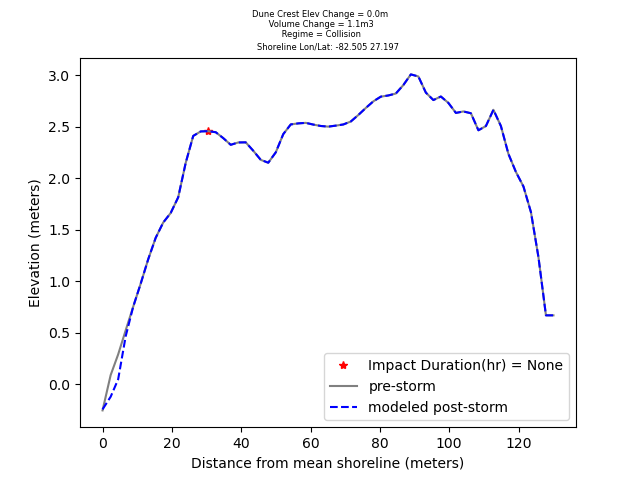 Dune Crest Elev Change = 0.0m
Volume Change = 1.1m3
Regime = Collision
Shoreline Lon/Lat: -82.505 27.197
3.0
2.5
2.0
1.5
1.0
0.5
0.0
Elevation (meters)
Impact Duration(hr) = None
pre-storm
modeled post-storm
0 20 40 60 80 100 120
Distance from mean shoreline (meters)